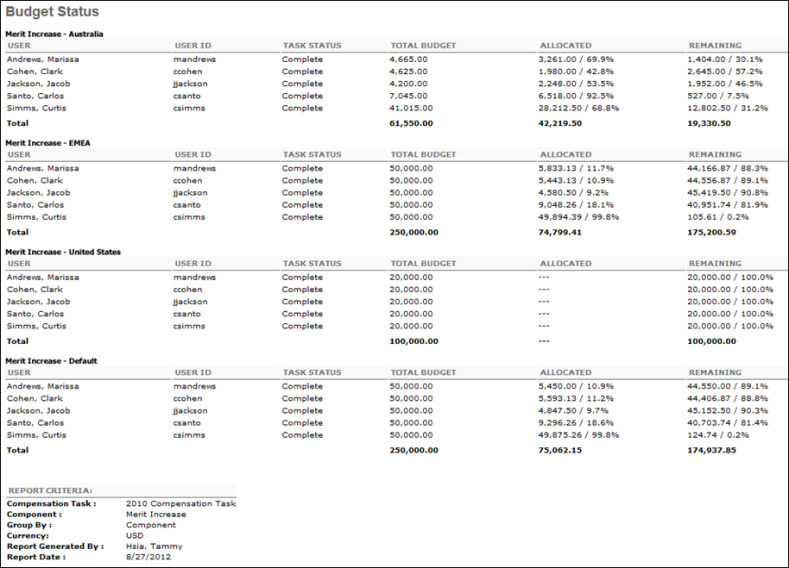 Budget Status
Merit Increase - Australia
USER USER ID TASK STATUS TOTAL BUDGET ALLOCATED REMAINING
Andrews, Marissa mandrews Complete 4,665.00 3,261.00 / 69.9% 1,404.00 / 30.1%
Cohen, Clark ccohen Complete 4,625.00 1,980.00 / 42.8% 2,645.00 / 57.2%
Jackson, Jacob jjackson Complete 4,200.00 2,248.00 / 53.5% 1,952.00 / 46.5%
Santo, Carlos csanto Complete 7,045.00 6,518.00 / 92.5% 527.00 / 7.5%
Simms, Curtis csimms Complete 41,015.00 28,212.50 / 68.8% 12,802.50 / 31.2%
Total 61,550.00 42,219.50 19,330.50
Merit Increase - EMEA
USER USER ID TASK STATUS TOTAL BUDGET ALLOCATED REMAINING
Andrews, Marissa mandrews Complete 50,000.00 5,833.13 / 11.7% 44,166.87 / 88.3%
Cohen, Clark ccohen Complete 50,000.00 5,443.13 / 10.9% 44,556.87 / 89.1%
Jackson, Jacob jjackson Complete 50,000.00 4,580.50 / 9.2% 45,419.50 / 90.8%
Santo, Carlos csanto Complete 50,000.00 9,048.26 / 18.1% 40,951.74 / 81.9%
Simms, Curtis csimms Complete 50,000.00 49,894.39 / 99.8% 105.61 / 0.2%
Total 250,000.00 74,799.41 175,200.59
Merit Increase - United States
USER USER ID TASK STATUS TOTAL BUDGET ALLOCATED REMAINING
Andrews, Marissa mandrews Complete 20,000.00 --- 20,000.00 / 100.0%
Cohen, Clark ccohen Complete 20,000.00 --- 20,000.00 / 100.0%
Jackson, Jacob jjackson Complete 20,000.00 --- 20,000.00 / 100.0%
Santo, Carlos csanto Complete 20,000.00 --- 20,000.00 / 100.0%
Simms, Curtis csimms Complete 20,000.00 --- 20,000.00 / 100.0%
Total 100,000.00 --- 100,000.00
Merit Increase - Default
USER USER ID TASK STATUS TOTAL BUDGET ALLOCATED REMAINING
Andrews, Marissa mandrews Complete 50,000.00 5,450.00 / 10.9% 44,550.00 / 89.1%
Cohen, Clark ccohen Complete 50,000.00 5,593.13 / 11.2% 44,406.87 / 88.8%
Jackson, Jacob jjackson Complete 50,000.00 4,847.50 / 9.7% 45,152.50 / 90.3%
Santo, Carlos csanto Complete 50,000.00 9,296.26 / 18.6% 40,703.74 / 81.4%
Simms, Curtis csimms Complete 50,000.00 49,875.26 / 99.8% 124.74 / 0.2%
Total 250,000.00 75,062.15 174,937.85
REPORT CRITERIA:
Compensation Task : 2010 Compensation Task
Component : Merit Increase
Group By : Component
Currency: USD
Report Generated By : Hsia, Tammy
Report Date : 8/27/2012